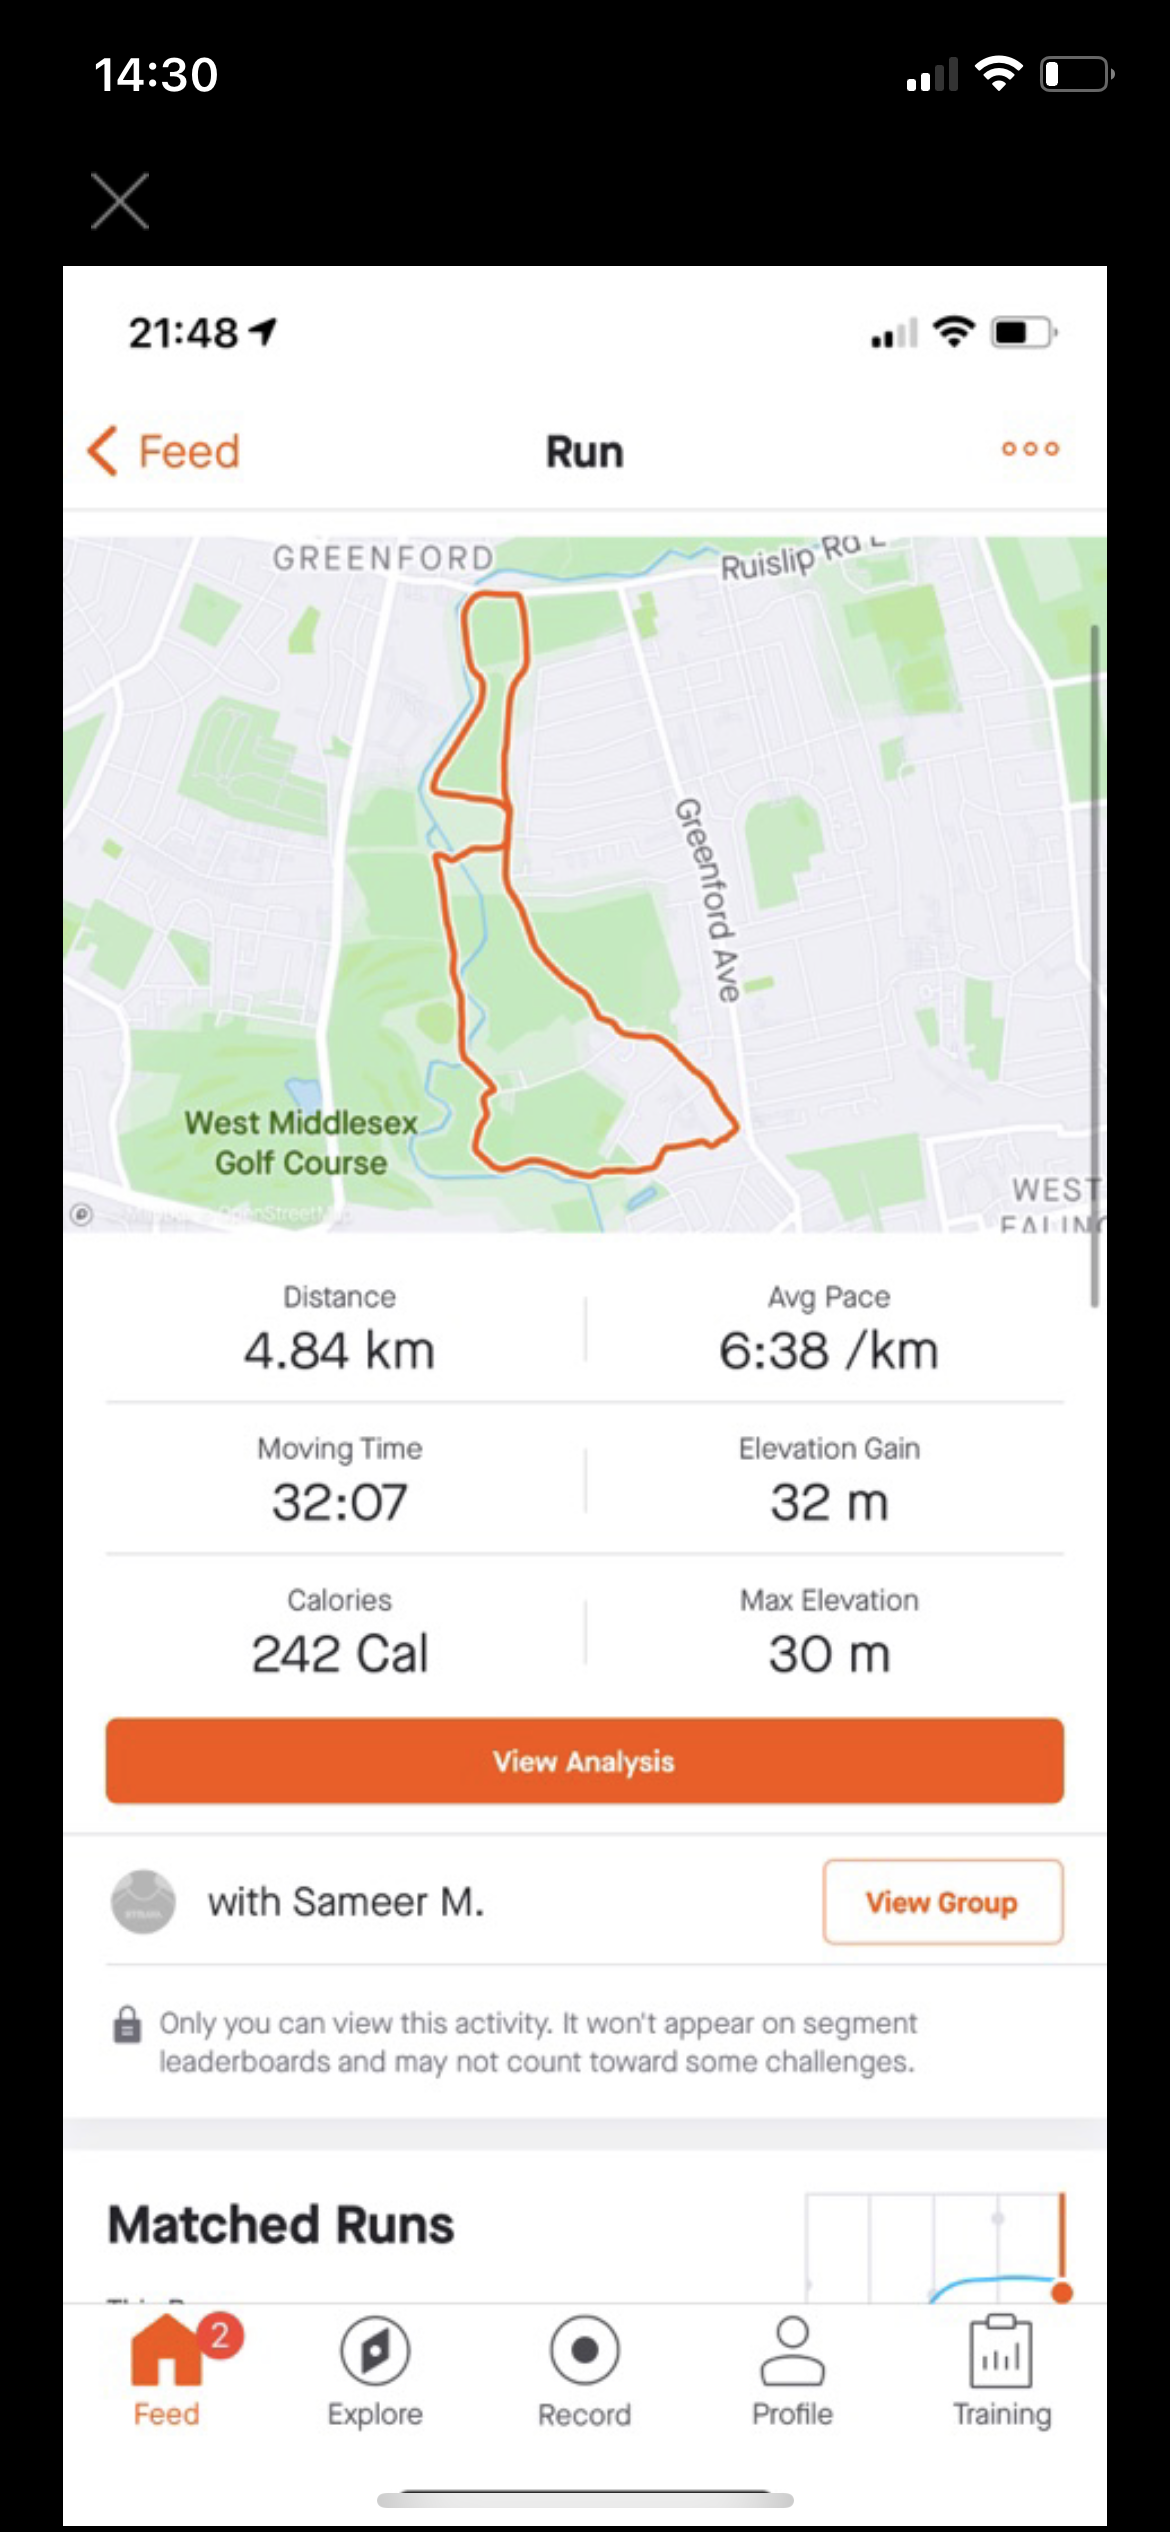 14:30
21:48
Feed
Run
GREENFORD
Ruislip Rd E
Greenford Ave
West Middlesex
Golf Course
WEST
OpenStreetMap
Distance
Avg Pace
4.84 km
6:38 /km
Moving Time
Elevation Gain
32:07
32 m
Calories
Max Elevation
242 Cal
30 m
View Analysis
with Sameer M.
View Group
Only you can view this activity. It won't appear on segment
leaderboards and may not count toward some challenges.
Matched Runs
2
Feed
Explore
Record
Profile
Training